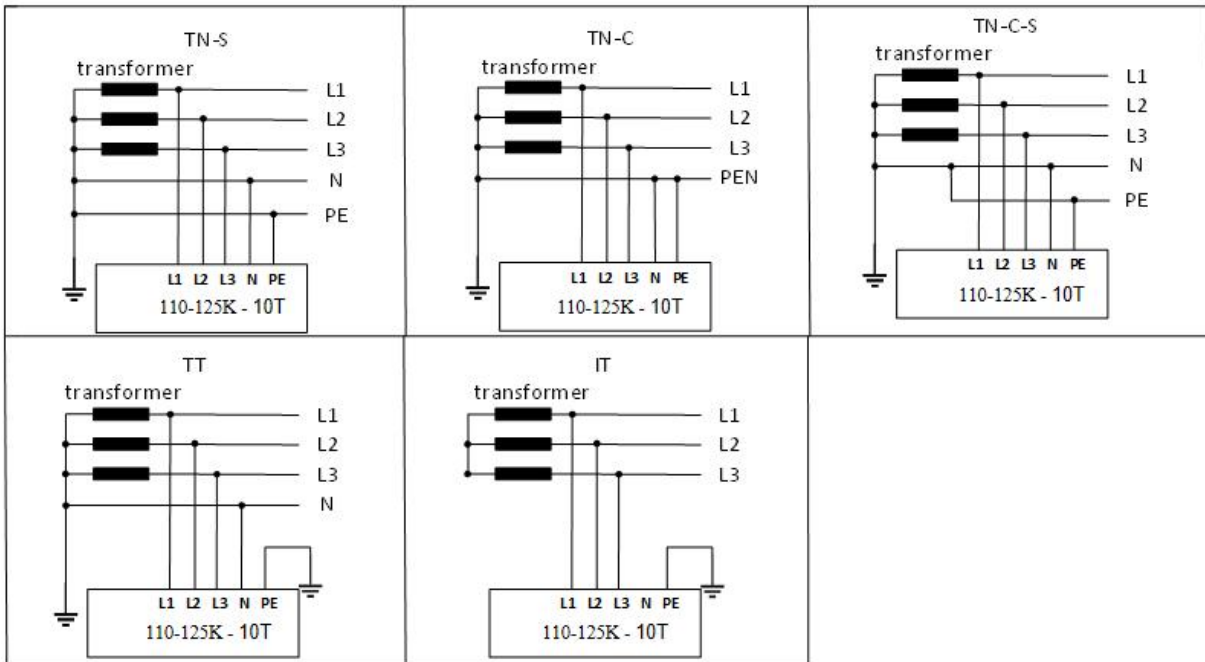 TN-S
transformer
L1
L2
L3
N
PE
L1 L2 L3 N PE
110-125K - 10T
TN-C
transformer
L1
L2
L3
PEN
L1 L2 L3 N PE
110-125K - 10T
TN-C-S
transformer
L1
L2
L3
N
PE
L1 L2 L3 N PE
110-125K - 10T
TT
transformer
L1
L2
L3
N
L1 L2 L3 N PE
110-125K - 10T
IT
transformer
L1
L2
L3
L1 L2 L3 N PE
110-125K - 10T